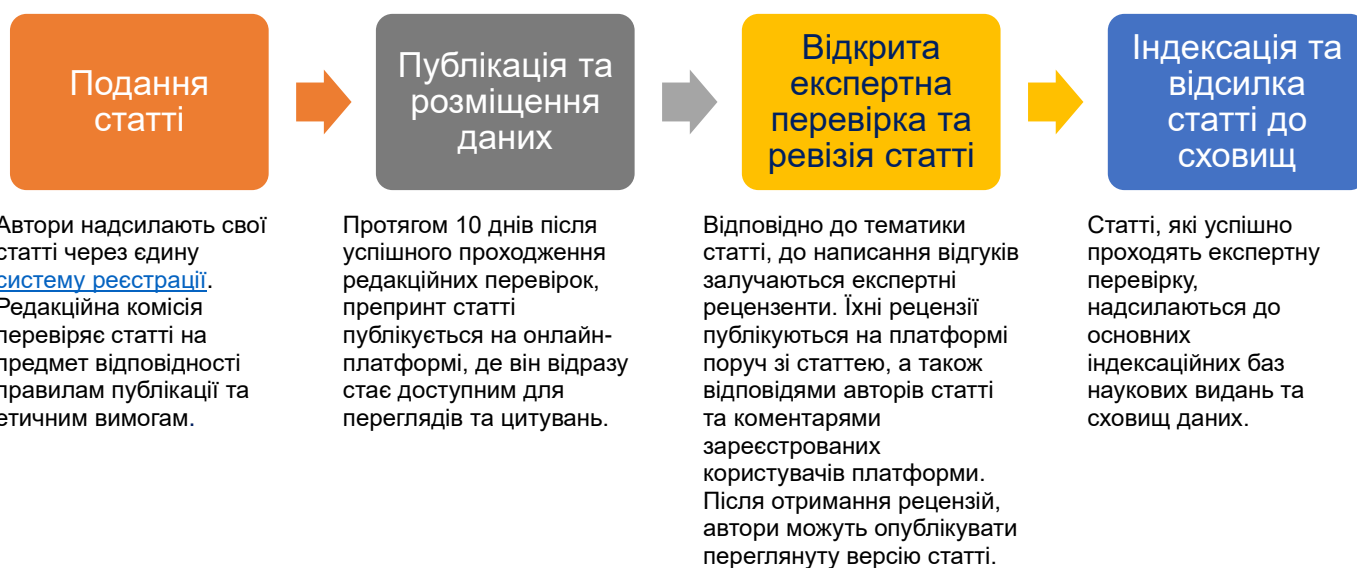 Подання
статті
Публікація та
розміщення
даних
Відкрита
експертна
перевірка та
ревізія статті
Індексація та
відсилка
статті до
сховищ
Автори надсилають свої
статті через єдину
систему реєстрації.
Редакційна комісія
перевіряє статті на
предмет відповідності
правилам публікації та
етичним вимогам.
Протягом 10 днів після
успішного проходження
редакційних перевірок,
препринт статті
публікується на онлайн-
платформі, де він відразу
стає доступним для
переглядів та цитувань.
Відповідно до тематики
статті, до написання відгуків
залучаються експертні
рецензенти. Їхні рецензії
публікуються на платформі
поруч зі статтею, а також
відповідями авторів статті
та коментарями
зареєстрованих
користувачів платформи.
Після отримання рецензій,
автори можуть опублікувати
переглянуту версію статті.
Статті, які успішно
проходять експертну
перевірку,
надсилаються до
основних
індексаційних баз
наукових видань та
сховищ даних.